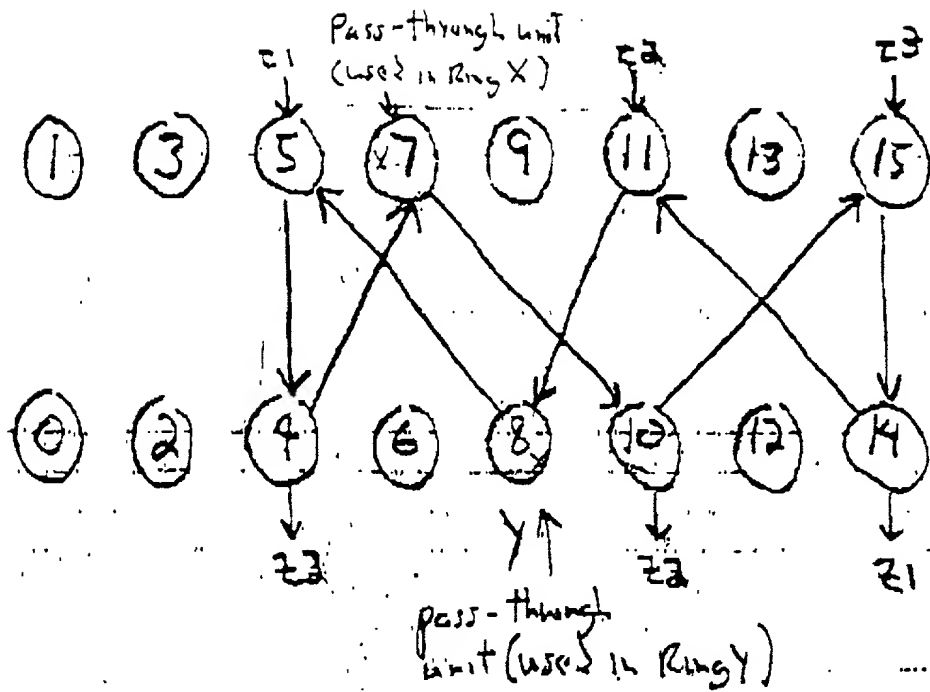 Pass-through unit
(used in Ring X)
z1
z2
z3
1 3 5 x 7 9 11 13 15
0 2 4 6 8 10 12 14
z3
Y
z2
z1
pass-through
unit (used in Ring Y)